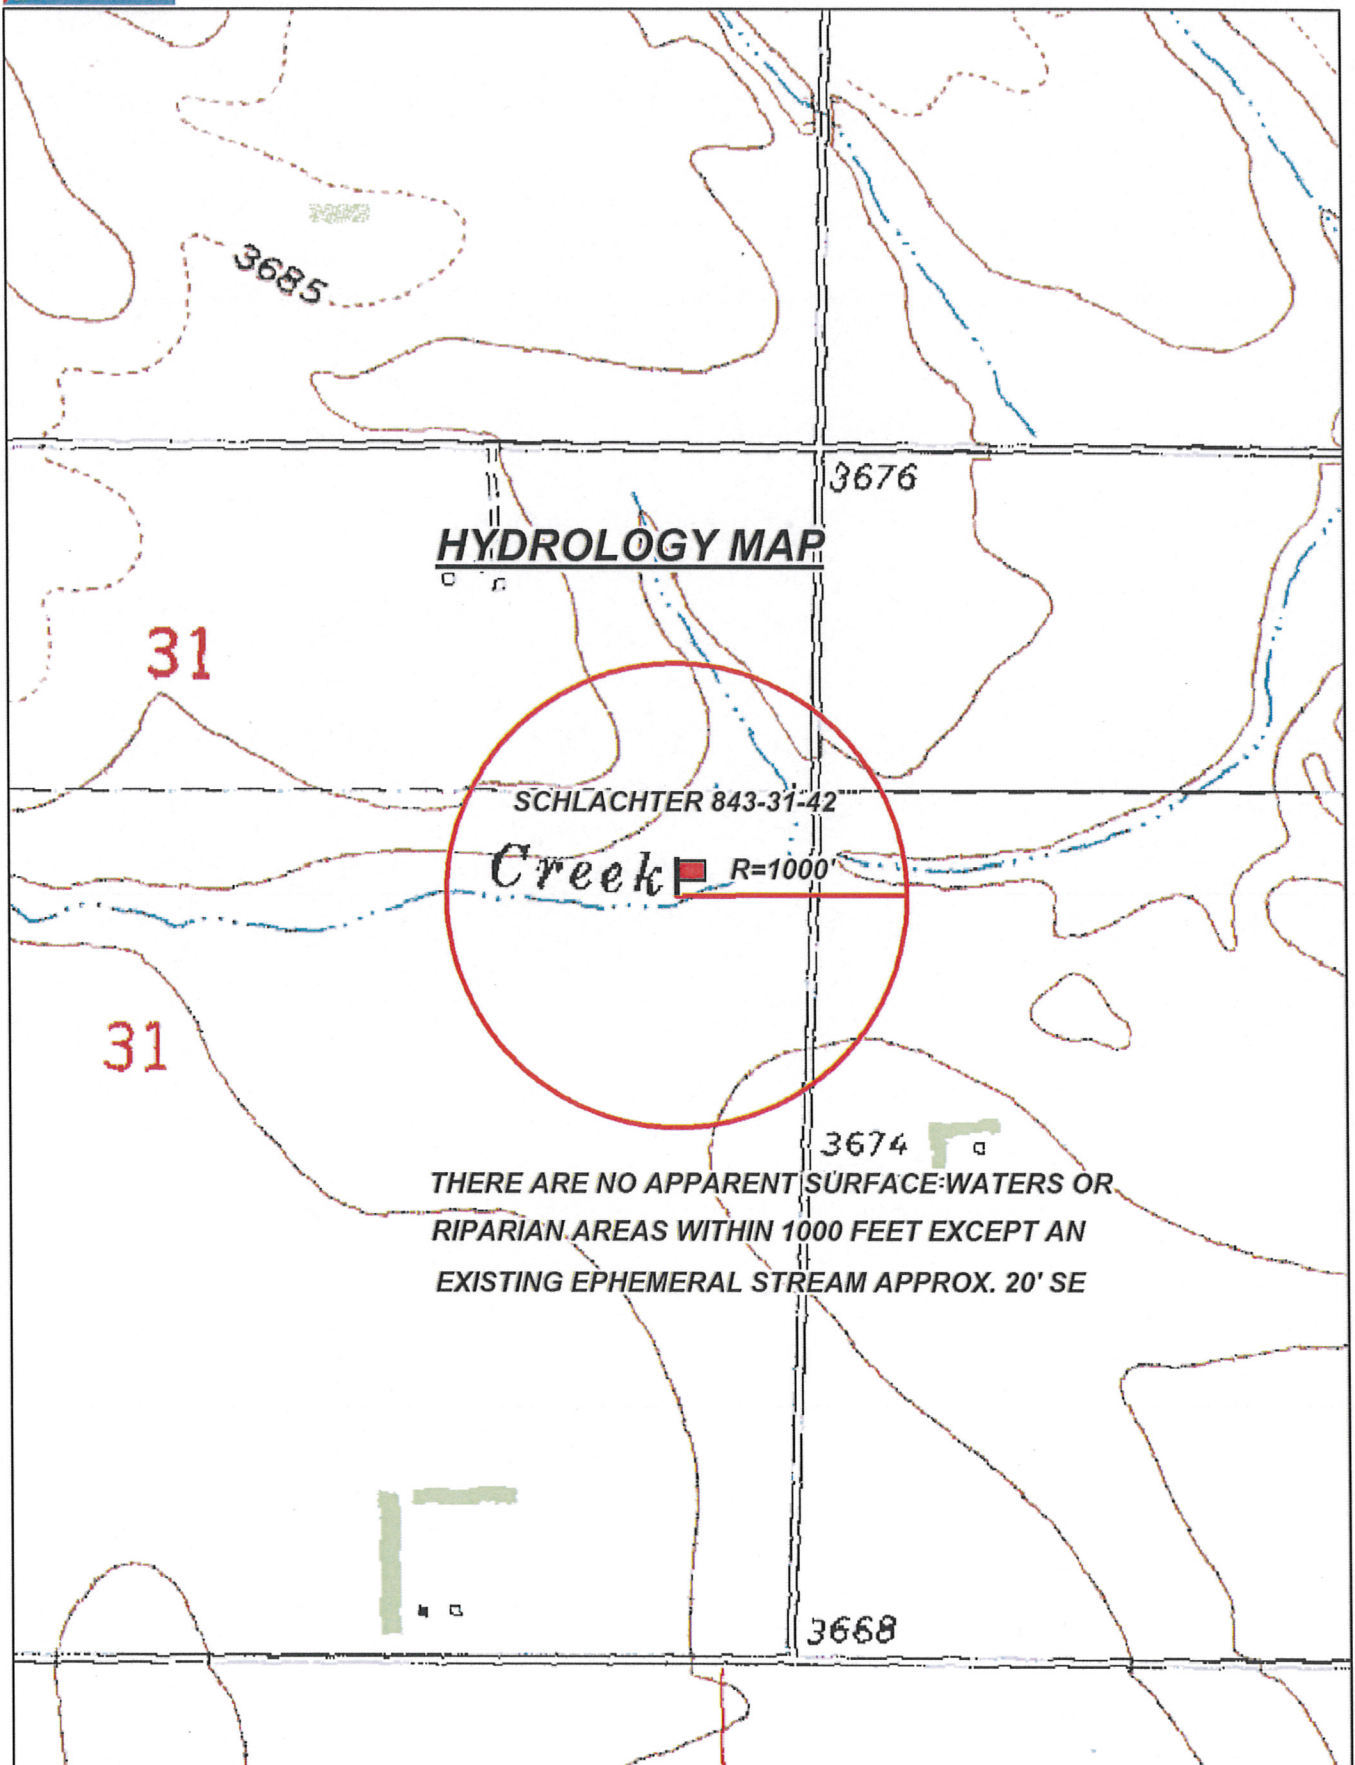 3685
3676
HYDROLOGY MAP
31
SCHLACHTER 843-31-42
Creek
R=1000'
31
3674
THERE ARE NO APPARENT SURFACE WATERS OR
RIPARIAN AREAS WITHIN 1000 FEET EXCEPT AN
EXISTING EPHEMERAL STREAM APPROX. 20' SE
3668